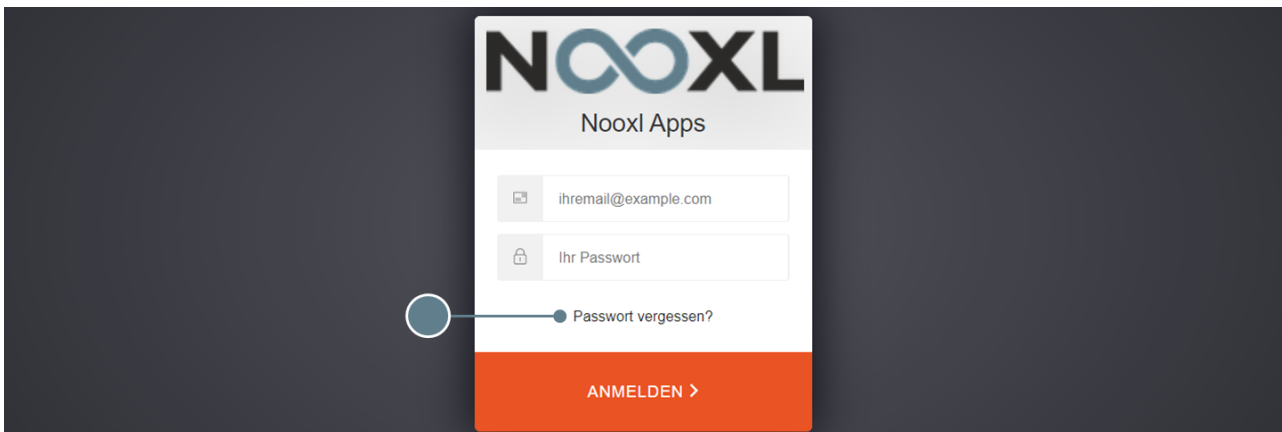 NOOXL
Nooxl Apps
ihremail@example.com
Ihr Passwort
Passwort vergessen?
ANMELDEN